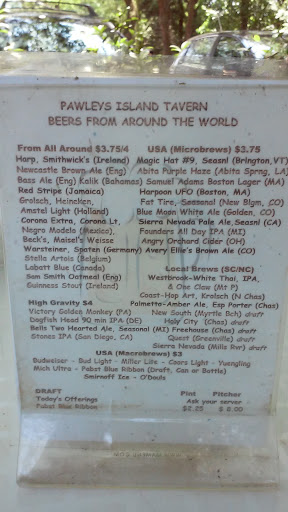 PAWLEYS ISLAND TAVERN
BEERS FROM AROUND THE WORLD
From All Around $3.75/4 USA (Microbrews) $3.75
Harp, Smithwick's (Ireland) Magic Hat #9, Seasnl (Brington,VT)
Newcastle Brown Ale (Eng) Abita Purple Haze (Abita Sprng, LA)
Bass Ale (Eng) Kalik (Bahamas) Samuel Adams Boston Lager (MA)
Red Stripe (Jamaica) Harpoon UFO (Boston, MA)
Grolsch, Heineken, Fat Tire, Seasonal (New Blgm, CO)
Amstel Light (Holland) Blue Moon White Ale (Golden, CO)
Corona Extra, Corona Lt, Sierra Nevada Pale Ale, Seasnl (CA)
Negro Modelo (Mexico), Founders All Day IPA (MI)
Beck's, Maisel's Weisse Angry Orchard Cider (OH)
Warsteiner, Spaten (Germany) Avery Ellie's Brown Ale (CO)
Stella Artois (Belgium)
Labatt Blue (Canada) Local Brews (SC/NC)
Sam Smith Oatmeal (Eng) Westbrook-White Thai, IPA,
Guinness Stout (Ireland) & One Claw (Mt P)
Coast-Hop Art, Krolsch (N Chas)
High Gravity $4 Palmetto-Amber Ale, Esp Porter (Chas)
Victory Golden Monkey (PA) New South (Myrtle Bch) draft
Dogfish Head 90 min IPA (DE) Holy City (Chas) draft
Bells Two Hearted Ale, Seasonal (MI) Freehouse (Chas) draft
Stones IPA (San Diego, CA) Quest (Greenville) draft
Sierra Nevada (Mills Rvr) draft
USA (Macrobrews) $3
Budweiser - Bud Light - Miller Lite - Coors Light - Yuengling
Mich Ultra - Pabst Blue Ribbon (Draft, Can or Bottle)
Smirnoff Ice - O'Douls
DRAFT Pint Pitcher
Today's Offerings Ask your server
Pabst Blue Ribbon $2.25 $8.00